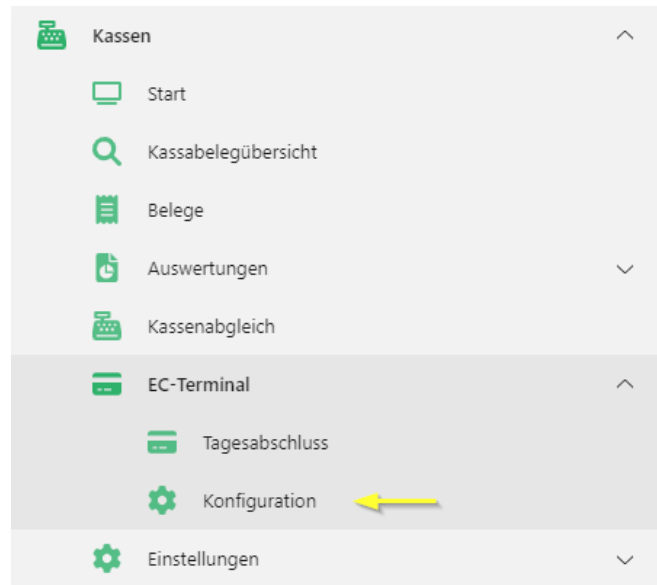 Kassen
Start
Kassabelegübersicht
Belege
Auswertungen
Kassenabgleich
EC-Terminal
Tagesabschluss
Konfiguration
Einstellungen